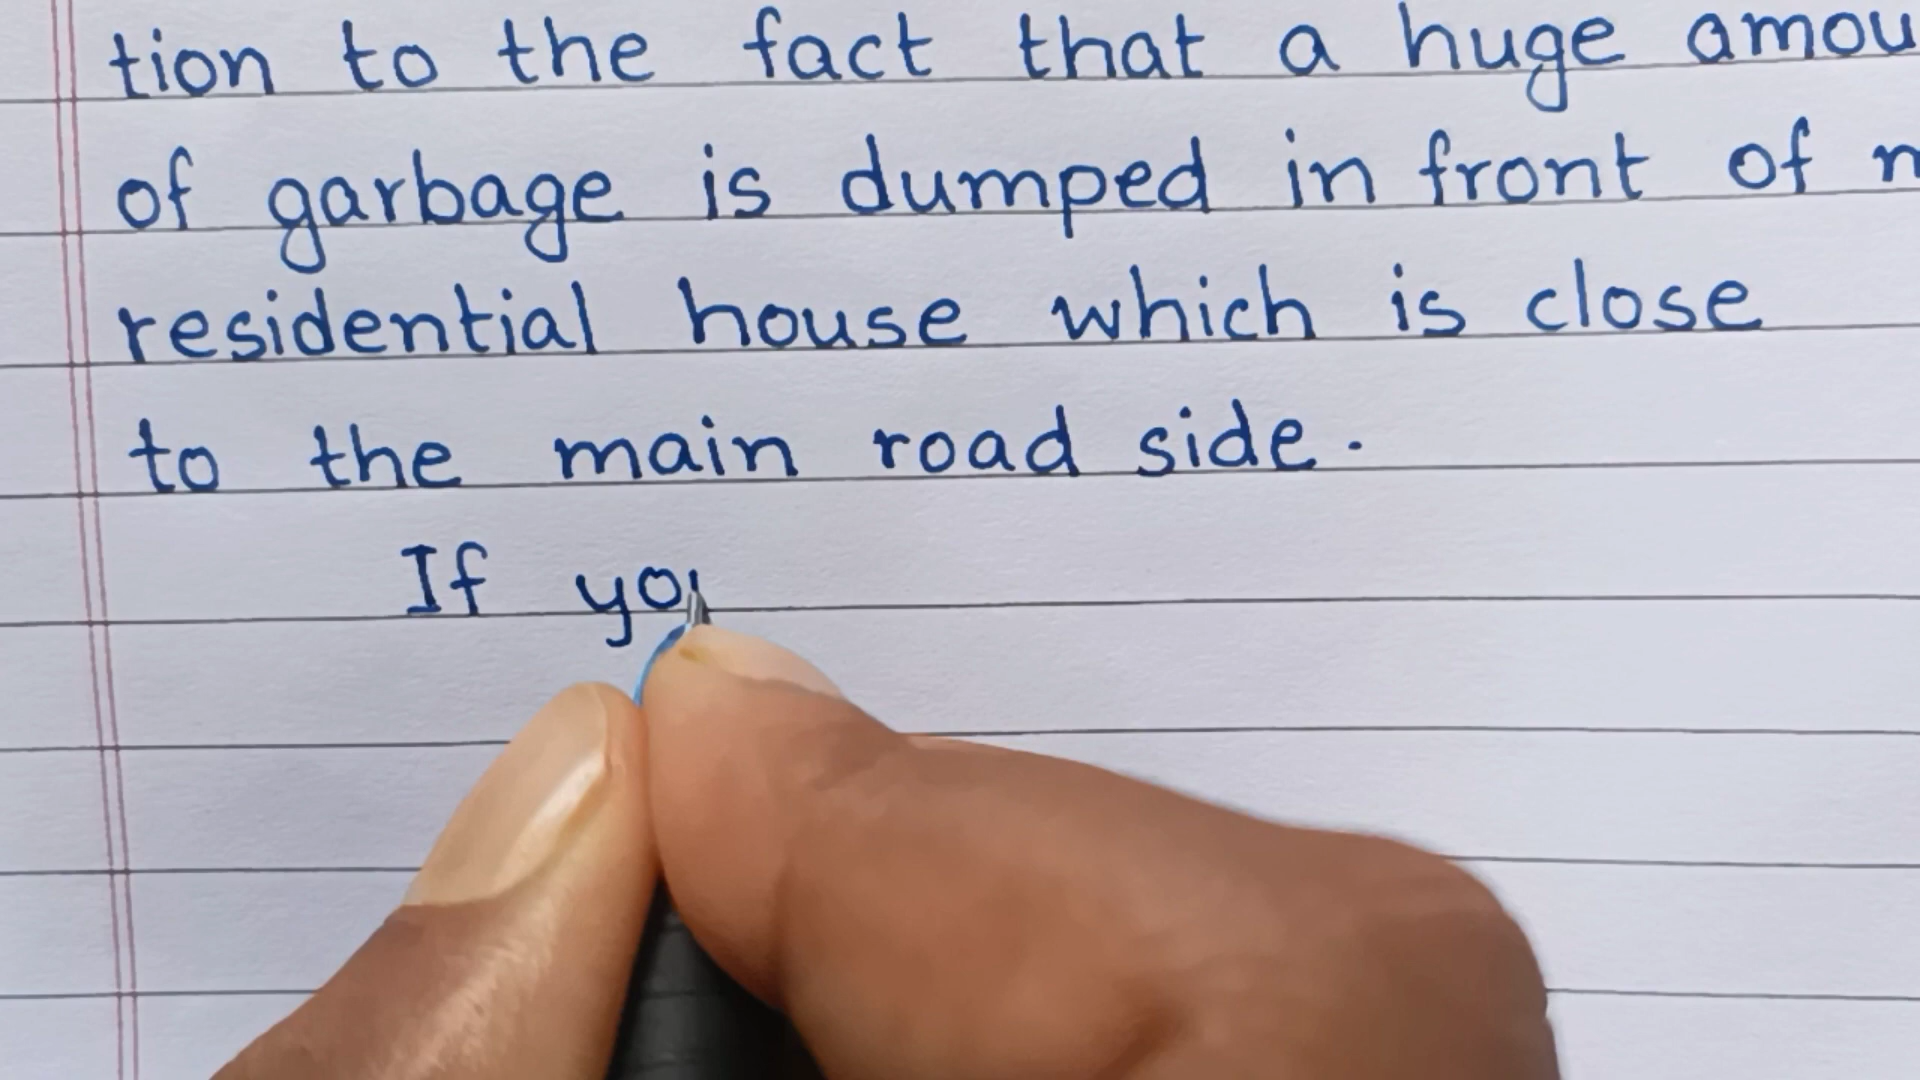 tion to the fact that a huge amou
of garbage is dumped in front of
residential house which is close
to the main road side.
If yo